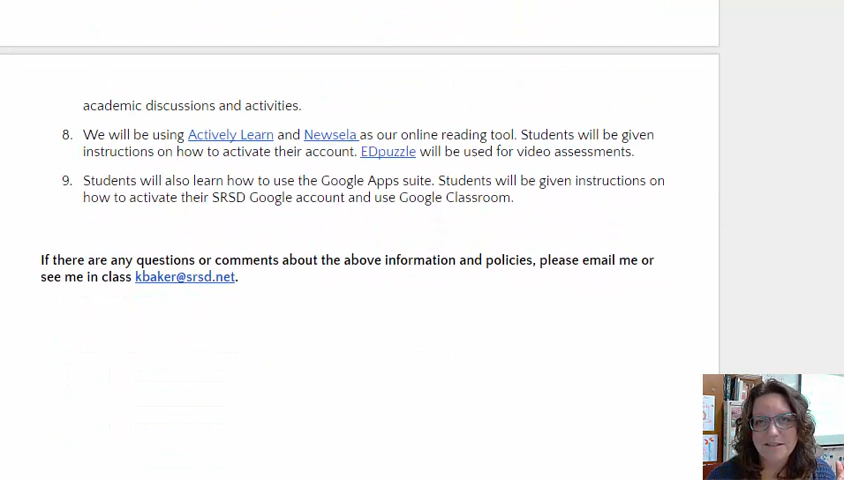 academic discussions and activities.
8. We will be using Actively Learn and Newsela as our online reading tool. Students will be given
instructions on how to activate their account. EDpuzzle will be used for video assessments.
9. Students will also learn how to use the Google Apps suite. Students will be given instructions on
how to activate their SRSD Google account and use Google Classroom.
If there are any questions or comments about the above information and policies, please email me or
see me in class kbaker@srsd.net.